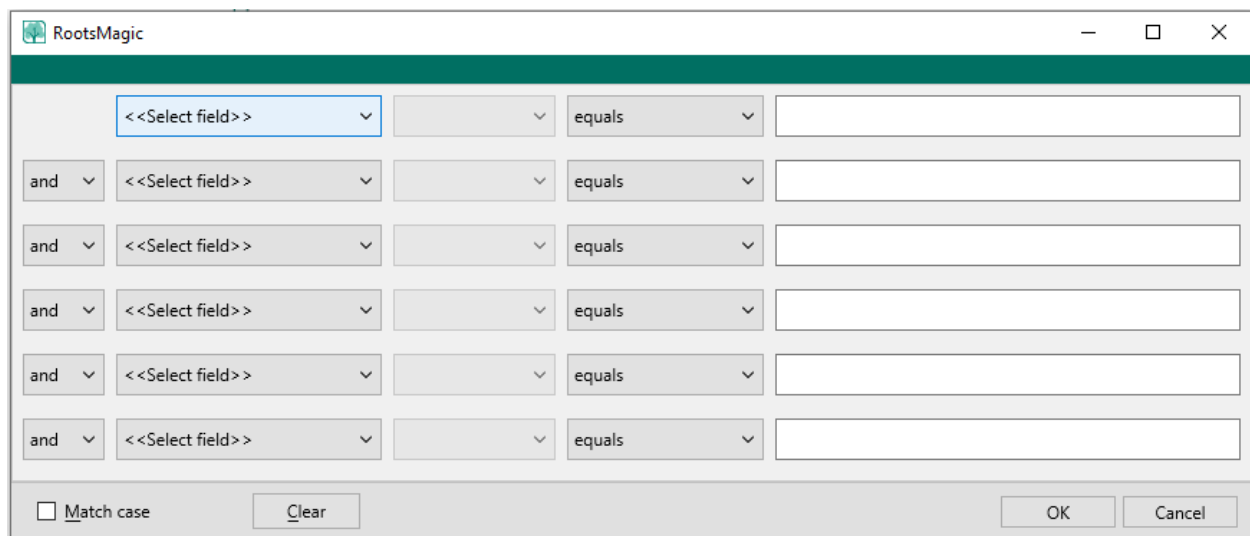 RootsMagic
<<Select field>> equals
and <<Select field>> equals
and <<Select field>> equals
and <<Select field>> equals
and <<Select field>> equals
and <<Select field>> equals
Match case Clear OK Cancel